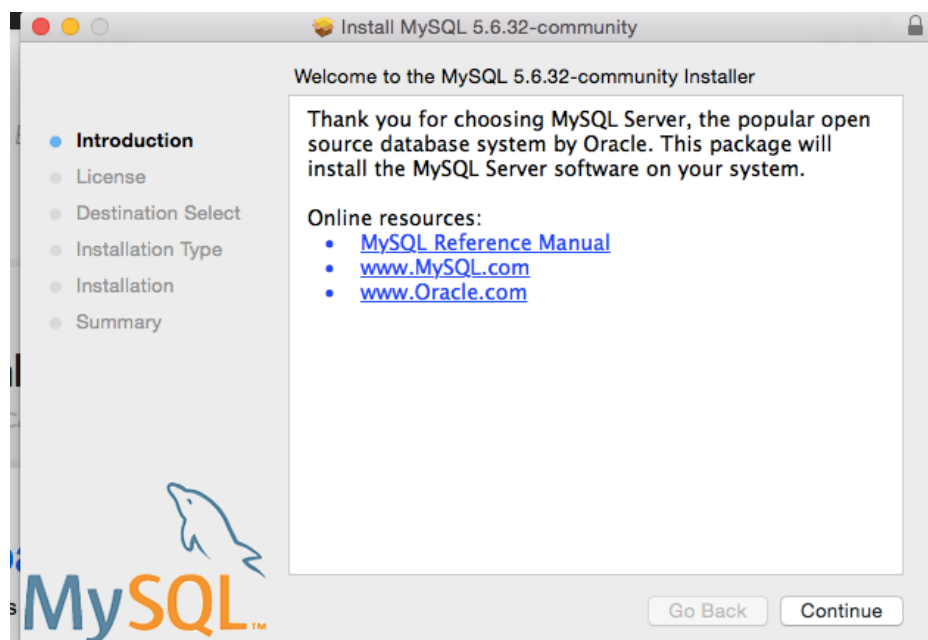 Install MySQL 5.6.32-community
Welcome to the MySQL 5.6.32-community Installer
Introduction
License
Destination Select
Installation Type
Installation
Summary
Thank you for choosing MySQL Server, the popular open
source database system by Oracle. This package will
install the MySQL Server software on your system.
Online resources:
MySQL Reference Manual
www.MySQL.com
www.Oracle.com
MySQL™
Go Back
Continue